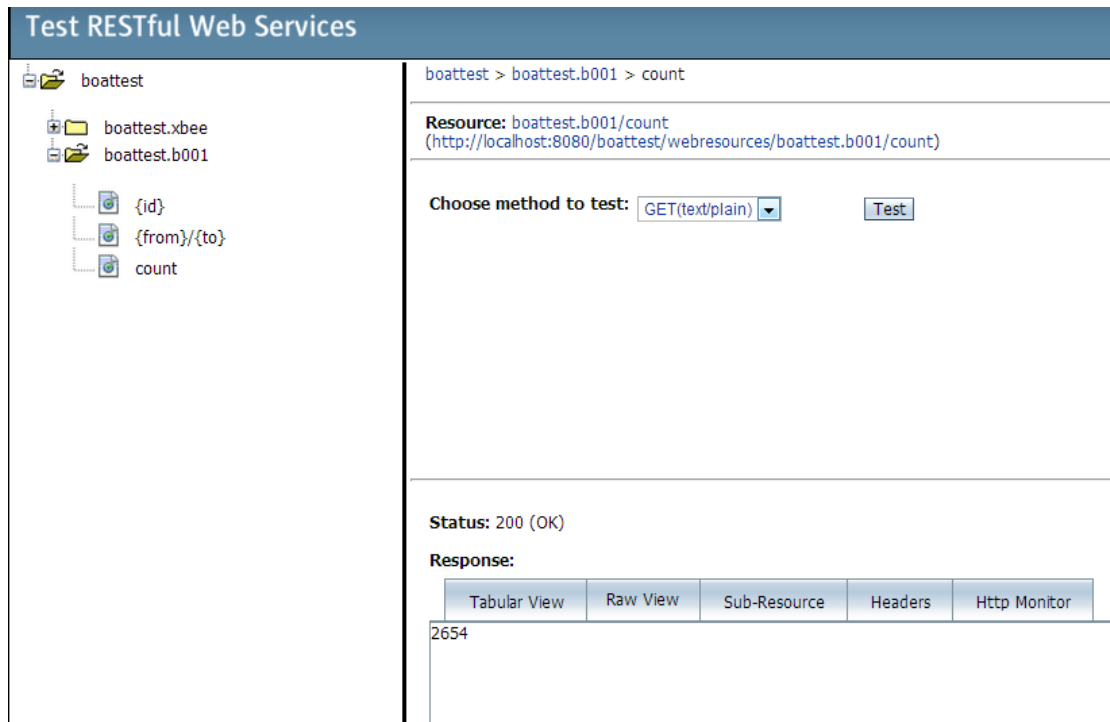 Test RESTful Web Services
boattest
boattest.xbee
boattest.b001
{id}
{from}/{to}
count
boattest > boattest.b001 > count
Resource: boattest.b001/count
(http://localhost:8080/boattest/webresources/boattest.b001/count)
Choose method to test: GET(text/plain) Test
Status: 200 (OK)
Response:
Tabular View Raw View Sub-Resource Headers Http Monitor
2654